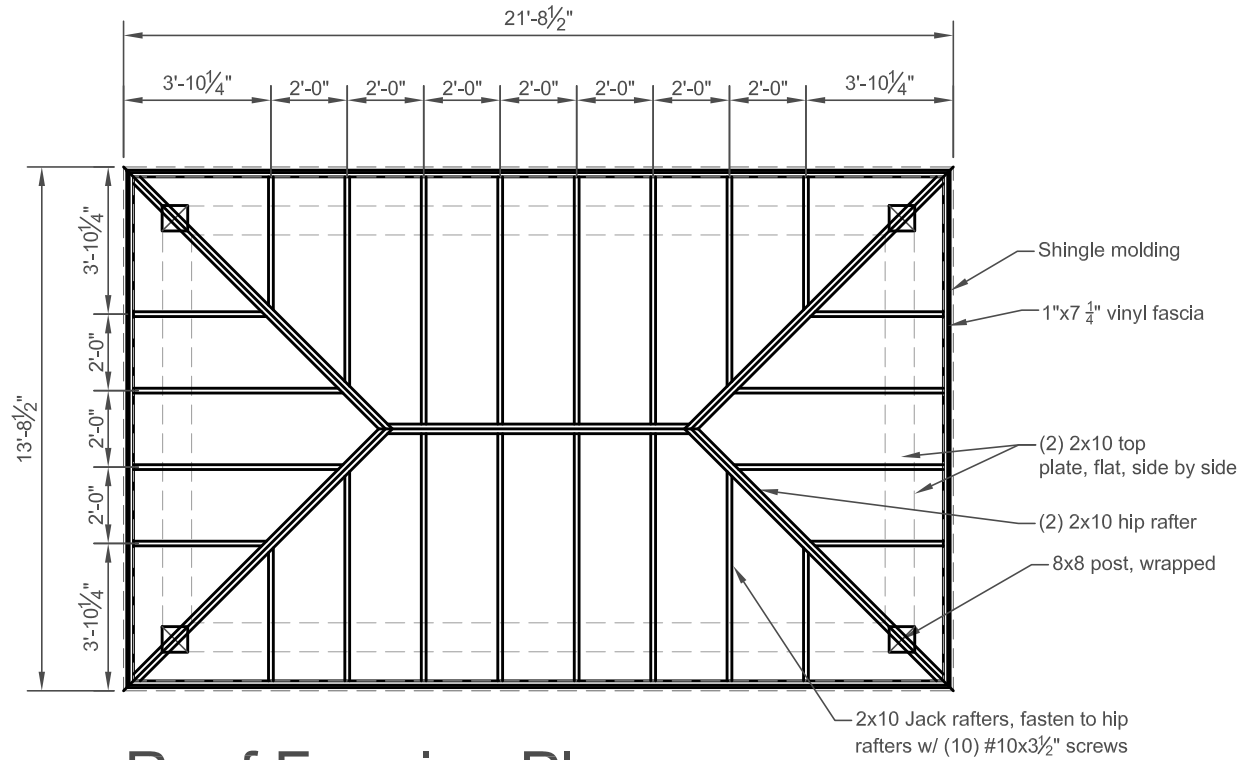 21'-8½"
3'-10¼"
2'-0"
2'-0"
2'-0"
2'-0"
2'-0"
2'-0"
2'-0"
3'-10¼"
13'-8½"
3'-10¼"
2'-0"
2'-0"
2'-0"
3'-10¼"
Shingle molding
1"x7 ¼" vinyl fascia
(2) 2x10 top
plate, flat, side by side
(2) 2x10 hip rafter
8x8 post, wrapped
2x10 Jack rafters, fasten to hip
rafters w/ (10) #10x3½" screws